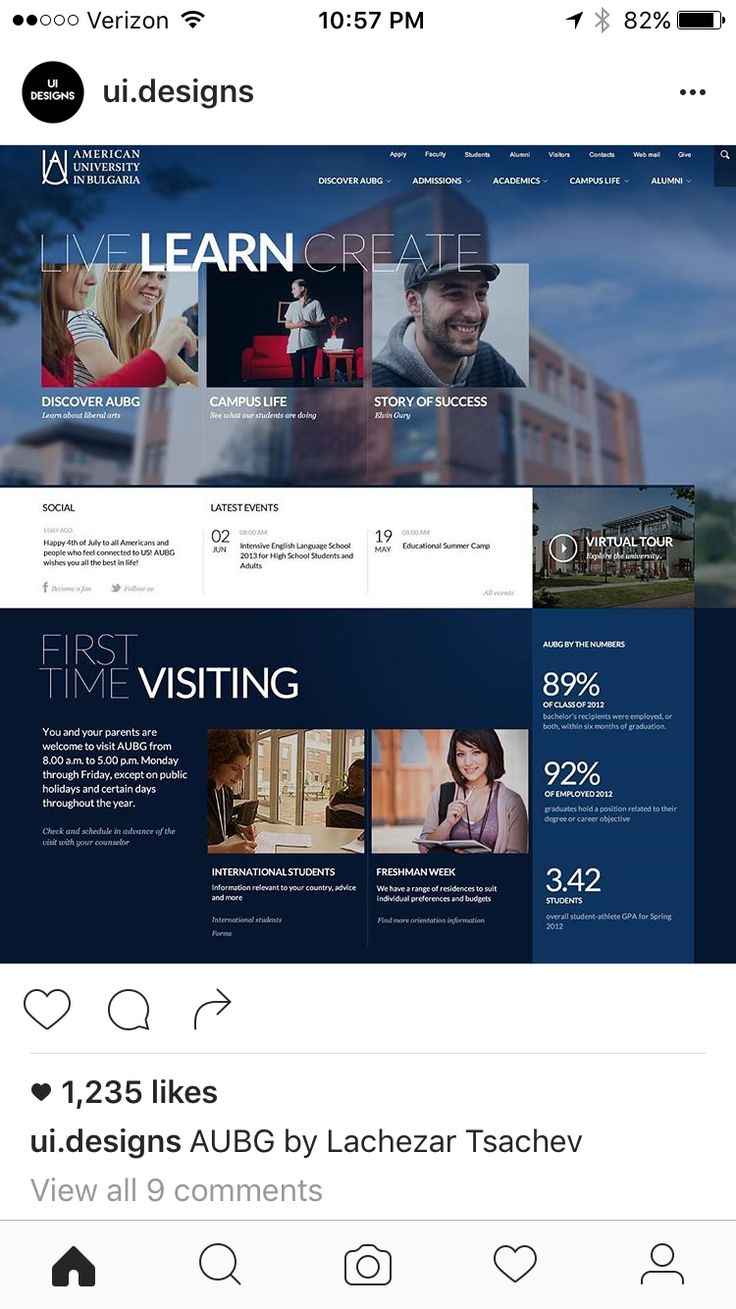 Verizon 10:57 PM 82%
UI
DESIGNS
ui.designs
AMERICAN
UNIVERSITY
IN BULGARIA
Apply Faculty Students Alumni Visitors Contacts Web mail Give
DISCOVER AUBG ADMISSIONS ACADEMICS CAMPUS LIFE ALUMNI
LIVE LEARN CREATE
DISCOVER AUBG
Learn about liberal arts
CAMPUS LIFE
See what our students are doing
STORY OF SUCCESS
Elvin Gury
SOCIAL
1 DAY AGO
Happy 4th of July to all Americans and
people who feel connected to US! AUBG
wishes you all the best in life!
Become a fan Follow us
LATEST EVENTS
02
JUN
08:00 AM
Intensive English Language School
2013 for High School Students and
Adults
19
MAY
08:00 AM
Educational Summer Camp
All events
VIRTUAL TOUR
Explore the university.
FIRST
TIME VISITING
You and your parents are
welcome to visit AUBG from
8.00 a.m. to 5.00 p.m. Monday
through Friday, except on public
holidays and certain days
throughout the year.
Check and schedule in advance of the
visit with your counselor
INTERNATIONAL STUDENTS
Information relevant to your country, advice
and more
International students
Forms
FRESHMAN WEEK
We have a range of residences to suit
individual preferences and budgets
Find more orientation information
AUBG BY THE NUMBERS
89%
OF CLASS OF 2012
bachelor's recipients were employed, or
both, within six months of graduation.
92%
OF EMPLOYED 2012
graduates hold a position related to their
degree or career objective
3.42
STUDENTS
overall student-athlete GPA for Spring
2012
1,235 likes
ui.designs AUBG by Lachezar Tsachev
View all 9 comments